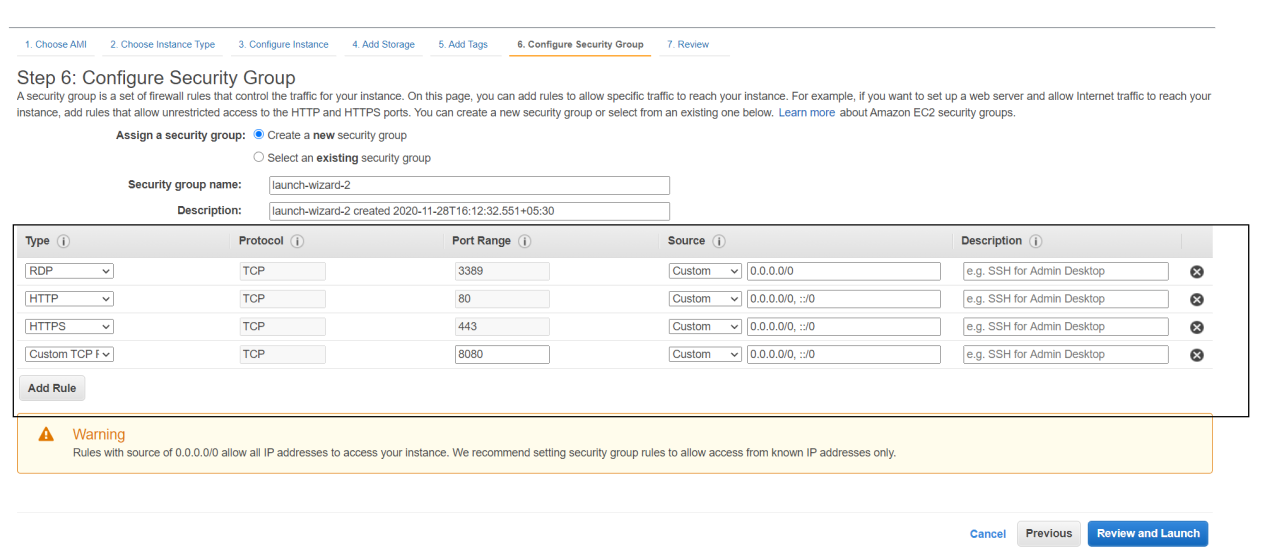 1. Choose AMI 2. Choose Instance Type 3. Configure Instance 4. Add Storage 5. Add Tags 6. Configure Security Group 7. Review
Step 6: Configure Security Group
A security group is a set of firewall rules that control the traffic for your instance. On this page, you can add rules to allow specific traffic to reach your instance. For example, if you want to set up a web server and allow Internet traffic to reach your
instance, add rules that allow unrestricted access to the HTTP and HTTPS ports. You can create a new security group or select from an existing one below. Learn more about Amazon EC2 security groups.
Assign a security group: Create a new security group
Select an existing security group
Security group name: launch-wizard-2
Description: launch-wizard-2 created 2020-11-28T16:12:32.551+05:30
Type i Protocol i Port Range i Source i Description i
RDP TCP 3389 Custom 0.0.0.0/0 e.g. SSH for Admin Desktop
HTTP TCP 80 Custom 0.0.0.0/0, ::/0 e.g. SSH for Admin Desktop
HTTPS TCP 443 Custom 0.0.0.0/0, ::/0 e.g. SSH for Admin Desktop
Custom TCP F TCP 8080 Custom 0.0.0.0/0, ::/0 e.g. SSH for Admin Desktop
Add Rule
Warning
Rules with source of 0.0.0.0/0 allow all IP addresses to access your instance. We recommend setting security group rules to allow access from known IP addresses only.
Cancel Previous Review and Launch